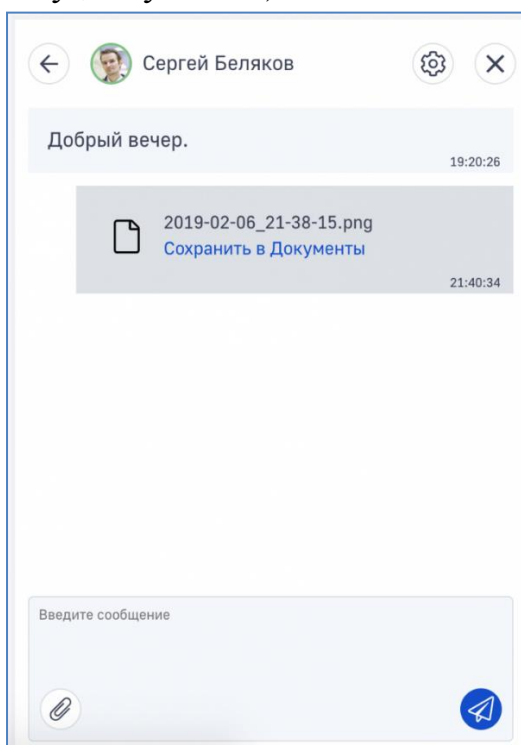 Сергей Беляков
Добрый вечер.
19:20:26
2019-02-06_21-38-15.png
Сохранить в Документы
21:40:34
Введите сообщение